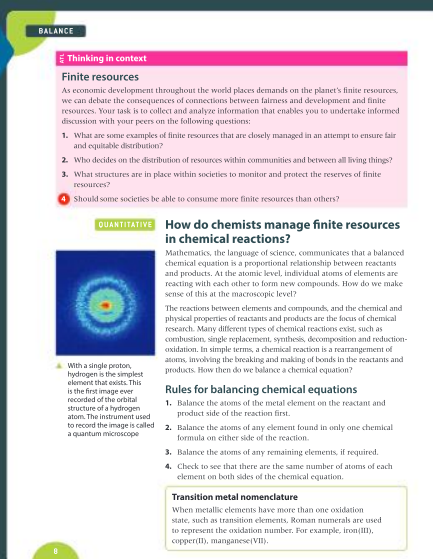 BALANCE
ATL Thinking in context
Finite resources
As economic development throughout the world places demands on the planet's finite resources,
we can debate the consequences of connections between fairness and development and finite
resources. Your task is to collect and analyze information that enables you to undertake informed
discussion with your peers on the following questions:
1. What are some examples of finite resources that are closely managed in an attempt to ensure fair
and equitable distribution?
2. Who decides on the distribution of resources within communities and between all living things?
3. What structures are in place within societies to monitor and protect the reserves of finite
resources?
4 Should some societies be able to consume more finite resources than others?
QUANTITATIVE
How do chemists manage finite resources
in chemical reactions?
Mathematics, the language of science, communicates that a balanced
chemical equation is a proportional relationship between reactants
and products. At the atomic level, individual atoms of elements are
reacting with each other to form new compounds. How do we make
sense of this at the macroscopic level?
The reactions between elements and compounds, and the chemical and
physical properties of reactants and products are the focus of chemical
research. Many different types of chemical reactions exist, such as
combustion, single replacement, synthesis, decomposition and reduction-
oxidation. In simple terms, a chemical reaction is a rearrangement of
atoms, involving the breaking and making of bonds in the reactants and
products. How then do we balance a chemical equation?
With a single proton,
hydrogen is the simplest
element that exists. This
is the first image ever
recorded of the orbital
structure of a hydrogen
atom. The instrument used
to record the image is called
a quantum microscope
Rules for balancing chemical equations
1. Balance the atoms of the metal element on the reactant and
product side of the reaction first.
2. Balance the atoms of any element found in only one chemical
formula on either side of the reaction.
3. Balance the atoms of any remaining elements, if required.
4. Check to see that there are the same number of atoms of each
element on both sides of the chemical equation.
Transition metal nomenclature
When metallic elements have more than one oxidation
state, such as transition elements, Roman numerals are used
to represent the oxidation number. For example, iron(III),
copper(II), manganese(VII).
8